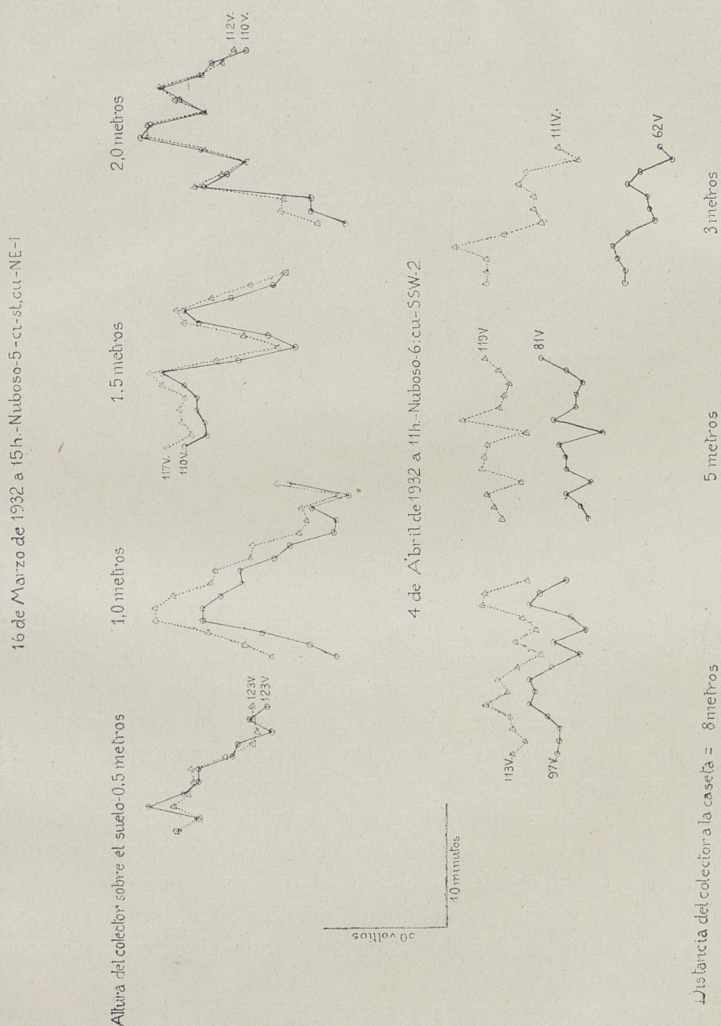 16 de Marzo de 1932 a 15h.-Nuboso-5-ci-st,cu-NE-1
Altura del colector sobre el suelo-0,5 metros 1,0 metros 1.5 metros 2,0 metros
117V.
110V.
112V.
110V.
123V.
123V.
voltios
10 minutos
4 de Abril de 1932 a 11h.-Nuboso-6:cu-SSW-2
113V.
97V.
119V
81V
111V.
62V
Distancia del colector a la caseta = 8 metros 5 metros 3 metros